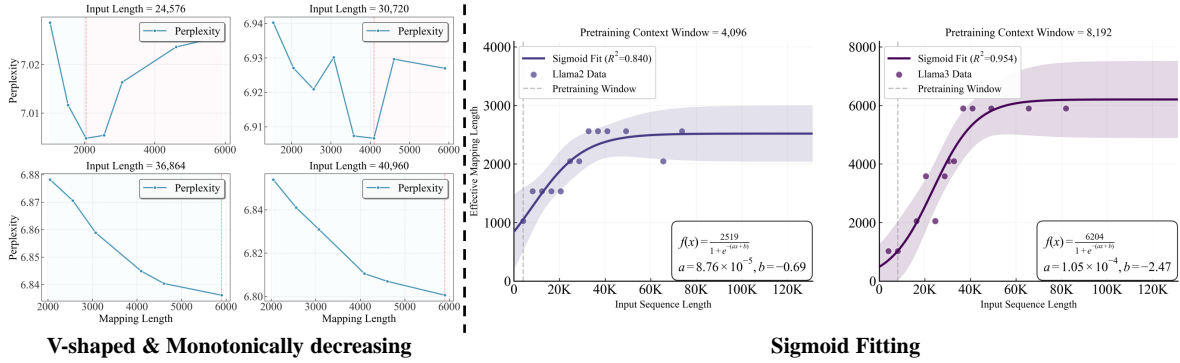 Input Length = 24,576
Perplexity
7.02
7.01
2000 4000 6000
Perplexity
Input Length = 30,720
Perplexity
6.94
6.93
6.92
6.91
2000 3000 4000 5000 6000
Input Length = 36,864
Perplexity
6.88
6.87
6.86
6.85
6.84
2000 3000 4000 5000 6000
Mapping Length
Perplexity
Input Length = 40,960
Perplexity
6.84
6.82
6.80
2000 3000 4000 5000 6000
Mapping Length
V-shaped & Monotonically decreasing
Pretraining Context Window = 4,096
Sigmoid Fit (R²=0.840)
Llama2 Data
Pretraining Window
Effective Mapping Length
4000
3000
2000
1000
0
0 20K 40K 60K 80K 100K 120K
Input Sequence Length
f(x) = 2519 / 1+e^-(ax+b)
a=8.76×10⁻⁵, b=−0.69
Pretraining Context Window = 8,192
Sigmoid Fit (R²=0.954)
Llama3 Data
Pretraining Window
8000
6000
4000
2000
0
0 20K 40K 60K 80K 100K 120K
Input Sequence Length
f(x) = 6204 / 1+e^-(ax+b)
a=1.05×10⁻⁴, b=−2.47
Sigmoid Fitting